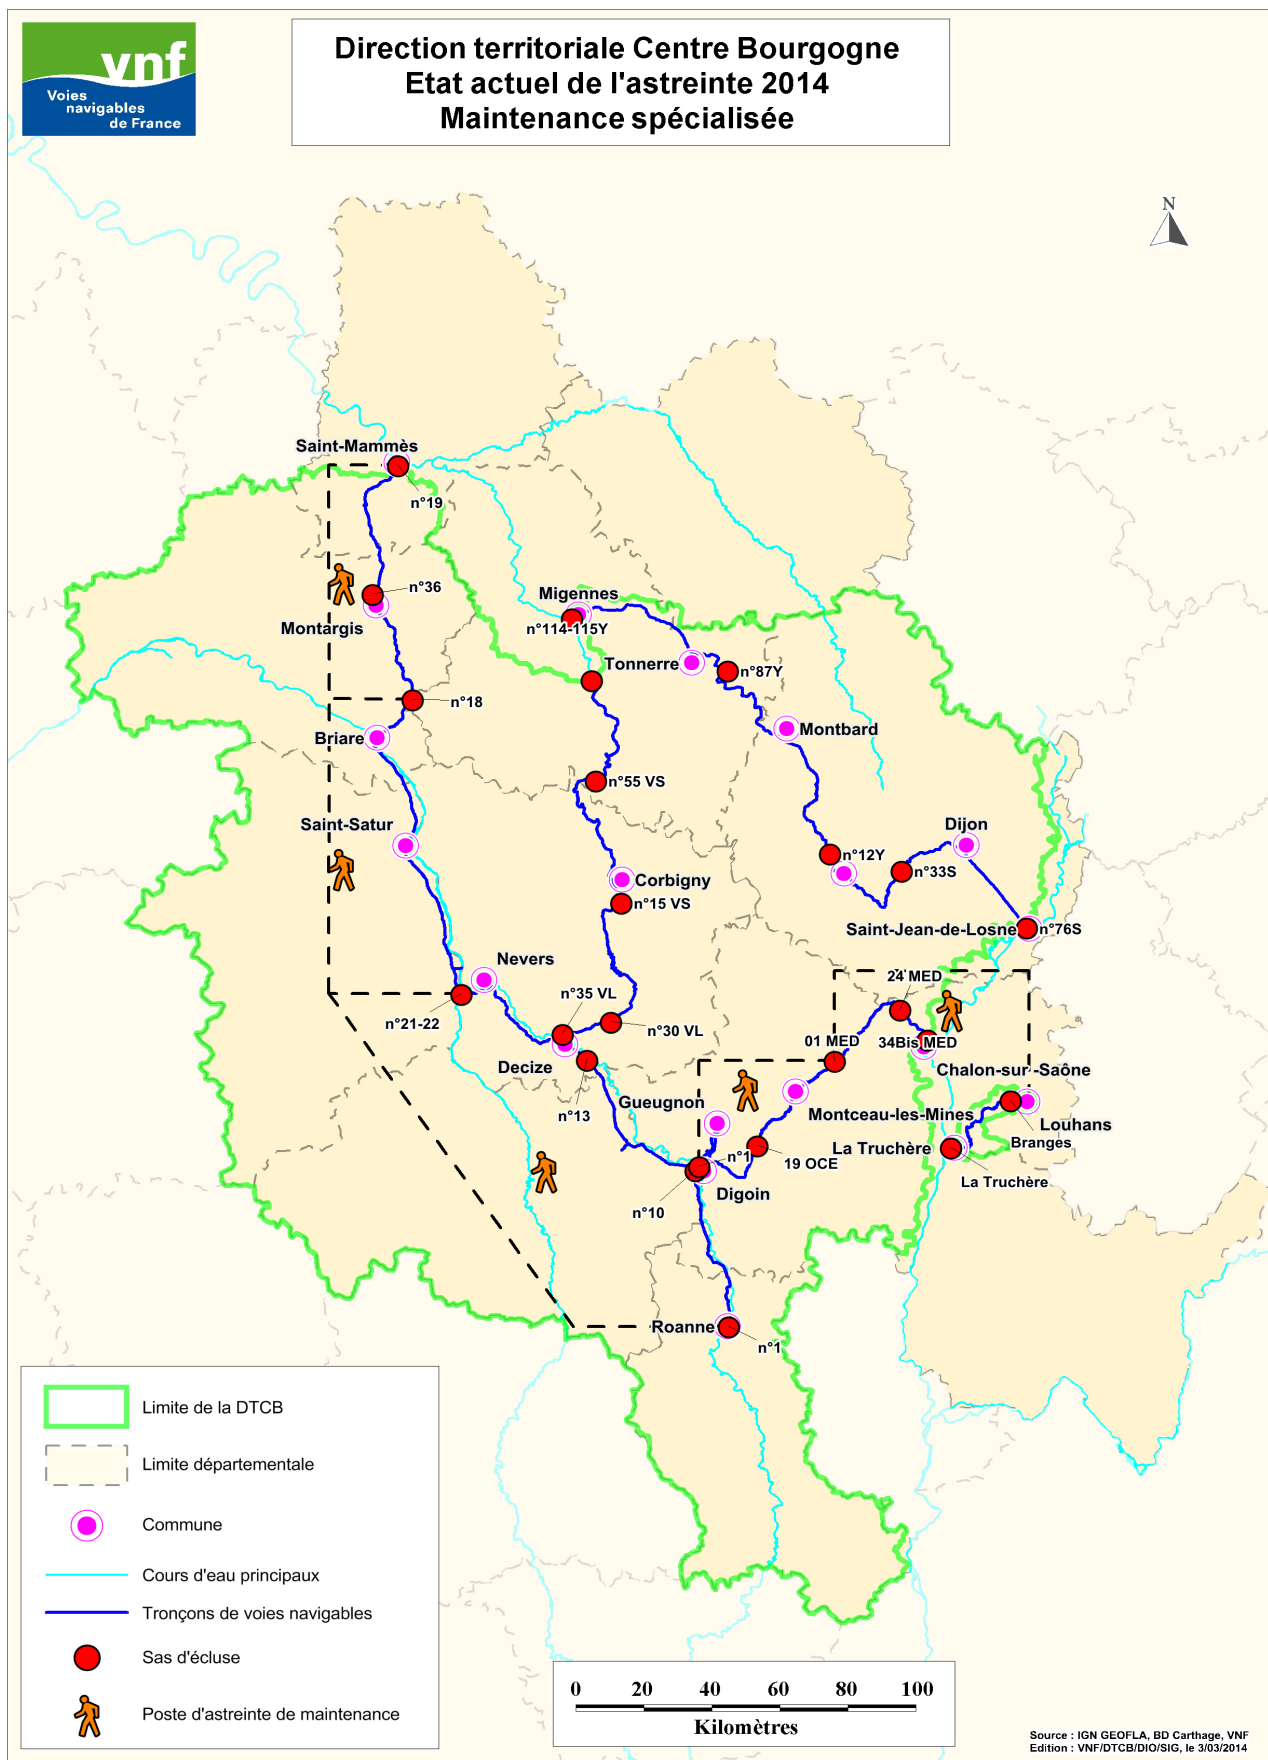 vnf
Voies
navigables
de France
Direction territoriale Centre Bourgogne
Etat actuel de l'astreinte 2014
Maintenance spécialisée
N
Saint-Mammès
n°19
n°36
Montargis
Migennes
n°114-115Y
Tonnerre
n°87Y
n°18
Briare
Montbard
n°55 VS
Saint-Satur
Dijon
n°12Y
n°33S
Corbigny
n°15 VS
Saint-Jean-de-Losne
n°76S
Nevers
24 MED
n°35 VL
n°21-22
n°30 VL
01 MED
34Bis MED
Decize
Chalon-sur-Saône
n°13
Gueugnon
Montceau-les-Mines
Louhans
Branges
La Truchère
n°1
19 OCE
La Truchère
Digoin
n°10
Roanne
n°1
Limite de la DTCB
Limite départementale
Commune
Cours d'eau principaux
Tronçons de voies navigables
Sas d'écluse
Poste d'astreinte de maintenance
0 20 40 60 80 100
Kilomètres
Source : IGN GEOFLA, BD Carthage, VNF
Edition : VNF/DTCB/DIO/SIG, le 3/03/2014